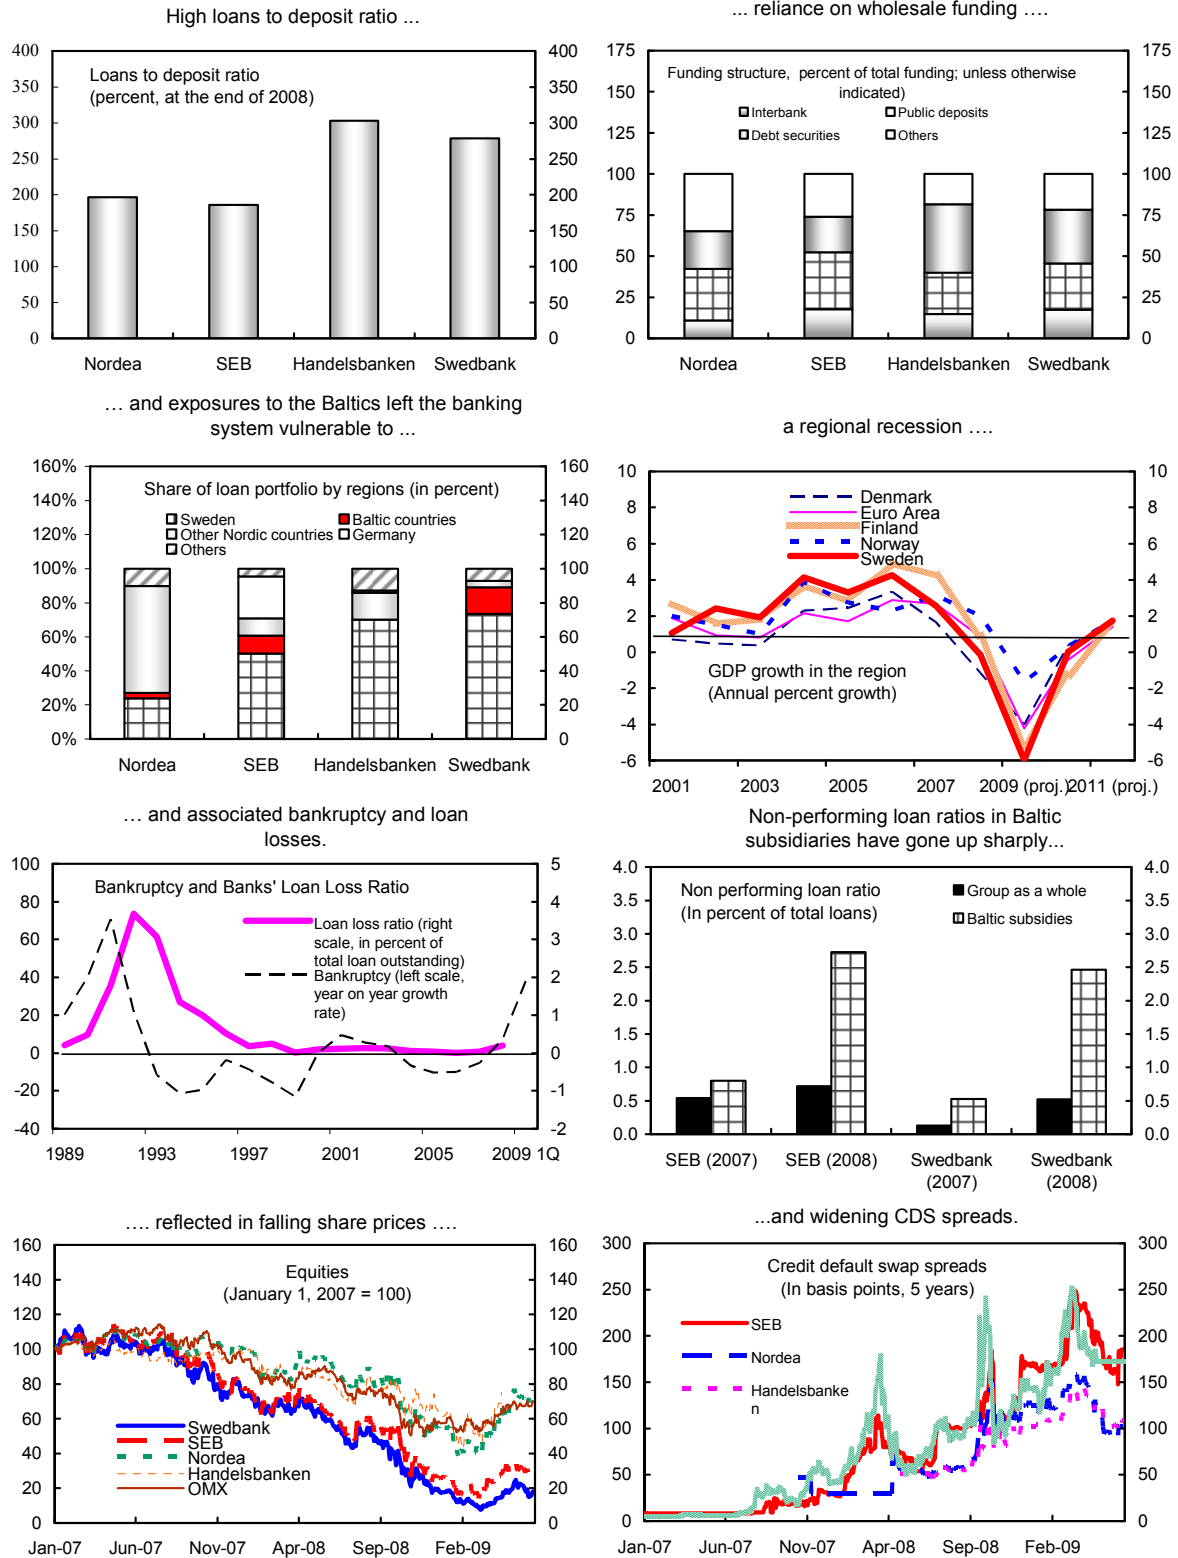 High loans to deposit ratio ...
400
350
300
250
200
150
100
50
0
Loans to deposit ratio
(percent, at the end of 2008)
400
350
300
250
200
150
100
50
0
Nordea SEB Handelsbanken Swedbank
... reliance on wholesale funding ....
175
150
125
100
75
50
25
0
Funding structure, percent of total funding; unless otherwise
indicated)
Interbank Public deposits
Debt securities Others
175
150
125
100
75
50
25
0
Nordea SEB Handelsbanken Swedbank
... and exposures to the Baltics left the banking
system vulnerable to ...
160%
140%
120%
100%
80%
60%
40%
20%
0%
Share of loan portfolio by regions (in percent)
Sweden Baltic countries
Other Nordic countries Germany
Others
160
140
120
100
80
60
40
20
0
Nordea SEB Handelsbanken Swedbank
a regional recession ....
10
8
6
4
2
0
-2
-4
-6
Denmark
Euro Area
Finland
Norway
Sweden
GDP growth in the region
(Annual percent growth)
10
8
6
4
2
0
-2
-4
-6
2001 2003 2005 2007 2009 (proj.) 2011 (proj.)
... and associated bankruptcy and loan
losses.
100
80
60
40
20
0
-20
-40
Bankruptcy and Banks' Loan Loss Ratio
Loan loss ratio (right
scale, in percent of
total loan outstanding)
Bankruptcy (left scale,
year on year growth
rate)
5
4
3
2
1
0
-1
-2
1989 1993 1997 2001 2005 2009 1Q
Non-performing loan ratios in Baltic
subsidiaries have gone up sharply...
4.0
3.5
3.0
2.5
2.0
1.5
1.0
0.5
0.0
Non performing loan ratio
(In percent of total loans)
Group as a whole
Baltic subsidies
4.0
3.5
3.0
2.5
2.0
1.5
1.0
0.5
0.0
SEB (2007) SEB (2008) Swedbank
(2007)
Swedbank
(2008)
.... reflected in falling share prices ....
160
140
120
100
80
60
40
20
0
Equities
(January 1, 2007 = 100)
Swedbank
SEB
Nordea
Handelsbanken
OMX
160
140
120
100
80
60
40
20
0
Jan-07 Jun-07 Nov-07 Apr-08 Sep-08 Feb-09
...and widening CDS spreads.
300
250
200
150
100
50
0
Credit default swap spreads
(In basis points, 5 years)
SEB
Nordea
Handelsbanke
n
300
250
200
150
100
50
0
Jan-07 Jun-07 Nov-07 Apr-08 Sep-08 Feb-09